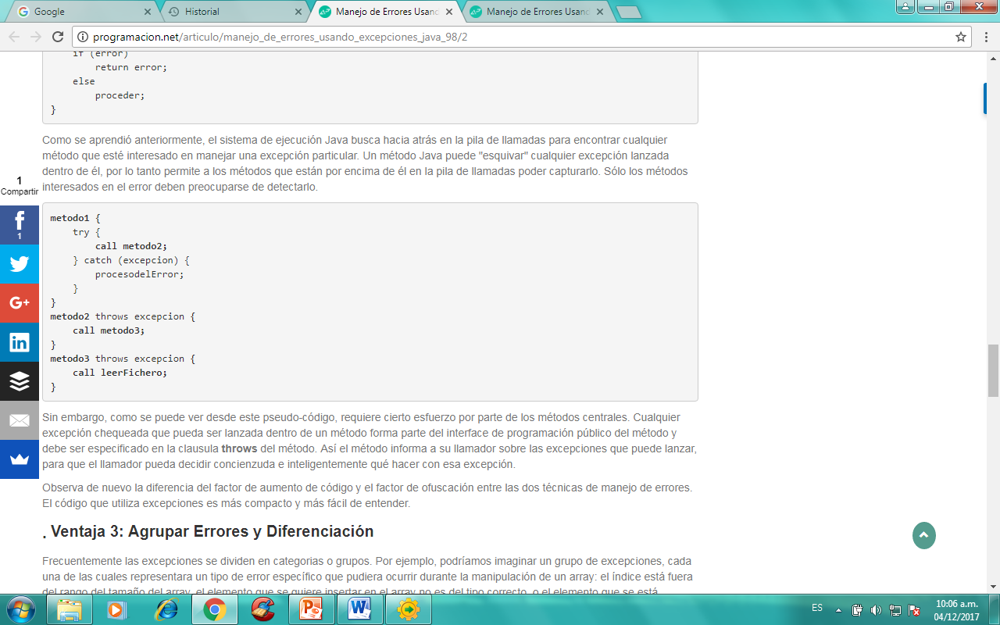 Google
Historial
Manejo de Errores Usand
Manejo de Errores Usand
programacion.net/articulo/manejo_de_errores_usando_excepciones_java_98/2
if (error)
return error;
else
proceder;
}
Como se aprendió anteriormente, el sistema de ejecución Java busca hacia atrás en la pila de llamadas para encontrar cualquier
método que esté interesado en manejar una excepción particular. Un método Java puede "esquivar" cualquier excepción lanzada
dentro de él, por lo tanto permite a los métodos que están por encima de él en la pila de llamadas poder capturarlo. Sólo los métodos
interesados en el error deben preocuparse de detectarlo.
1
Compartir
1
G+
in
metodo1 {
try {
call metodo2;
} catch (excepcion) {
procesodelError;
}
}
metodo2 throws excepcion {
call metodo3;
}
metodo3 throws excepcion {
call leerFichero;
}
Sin embargo, como se puede ver desde este pseudo-código, requiere cierto esfuerzo por parte de los métodos centrales. Cualquier
excepción chequeada que pueda ser lanzada dentro de un método forma parte del interface de programación público del método y
debe ser especificado en la clausula throws del método. Así el método informa a su llamador sobre las excepciones que puede lanzar,
para que el llamador pueda decidir concienzuda e inteligentemente qué hacer con esa excepción.
Observa de nuevo la diferencia del factor de aumento de código y el factor de ofuscación entre las dos técnicas de manejo de errores.
El código que utiliza excepciones es más compacto y más fácil de entender.
. Ventaja 3: Agrupar Errores y Diferenciación
Frecuentemente las excepciones se dividen en categorias o grupos. Por ejemplo, podríamos imaginar un grupo de excepciones, cada
una de las cuales representara un tipo de error específico que pudiera ocurrir durante la manipulación de un array: el índice está fuera
del rango del tamaño del array, el elemento que se quiere insertar en el array no es del tipo correcto, o el elemento que se está
ES
10:06 a.m.
04/12/2017